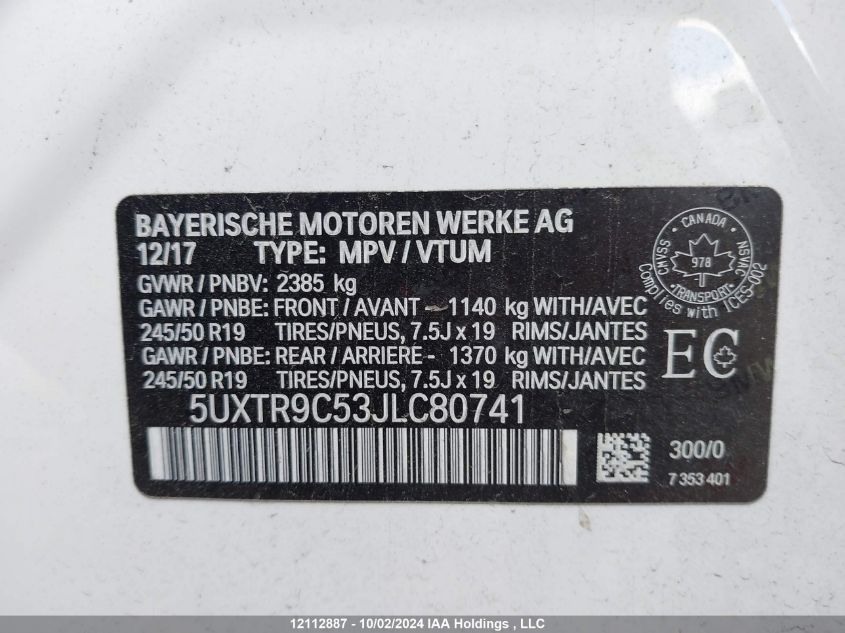 BAYERISCHE MOTOREN WERKE AG
12/17 TYPE: MPV / VTUM
GVWR / PNBV: 2385 kg
GAWR / PNBE: FRONT / AVANT - 1140 kg WITH/AVEC
245/50 R19 TIRES/PNEUS, 7.5J x 19 RIMS/JANTES
GAWR / PNBE: REAR / ARRIERE - 1370 kg WITH/AVEC
245/50 R19 TIRES/PNEUS, 7.5J x 19 RIMS/JANTES
5UXTR9C53JLC80741
CANADA
CMVSS NSVAC
978
TRANSPORT
Complies with ICES-002
EC
300/0
7 353 401
12112887 - 10/02/2024 IAA Holdings , LLC